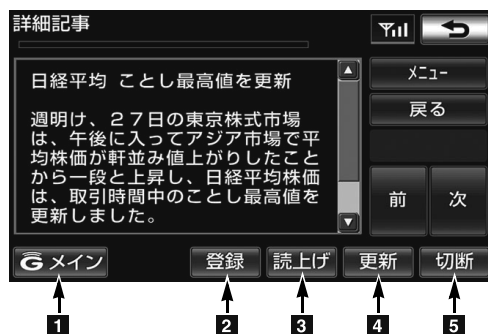 詳細記事
メニュー
日経平均 ことし最高値を更新
戻る
週明け、27日の東京株式市場
は、午後に入ってアジア市場で平
均株価が軒並み値上がりしたこと
から一段と上昇し、日経平均株価
は、取引時間中のことし最高値を
更新しました。
前 次
G メイン 登録 読上げ 更新 切断
1 2 3 4 5